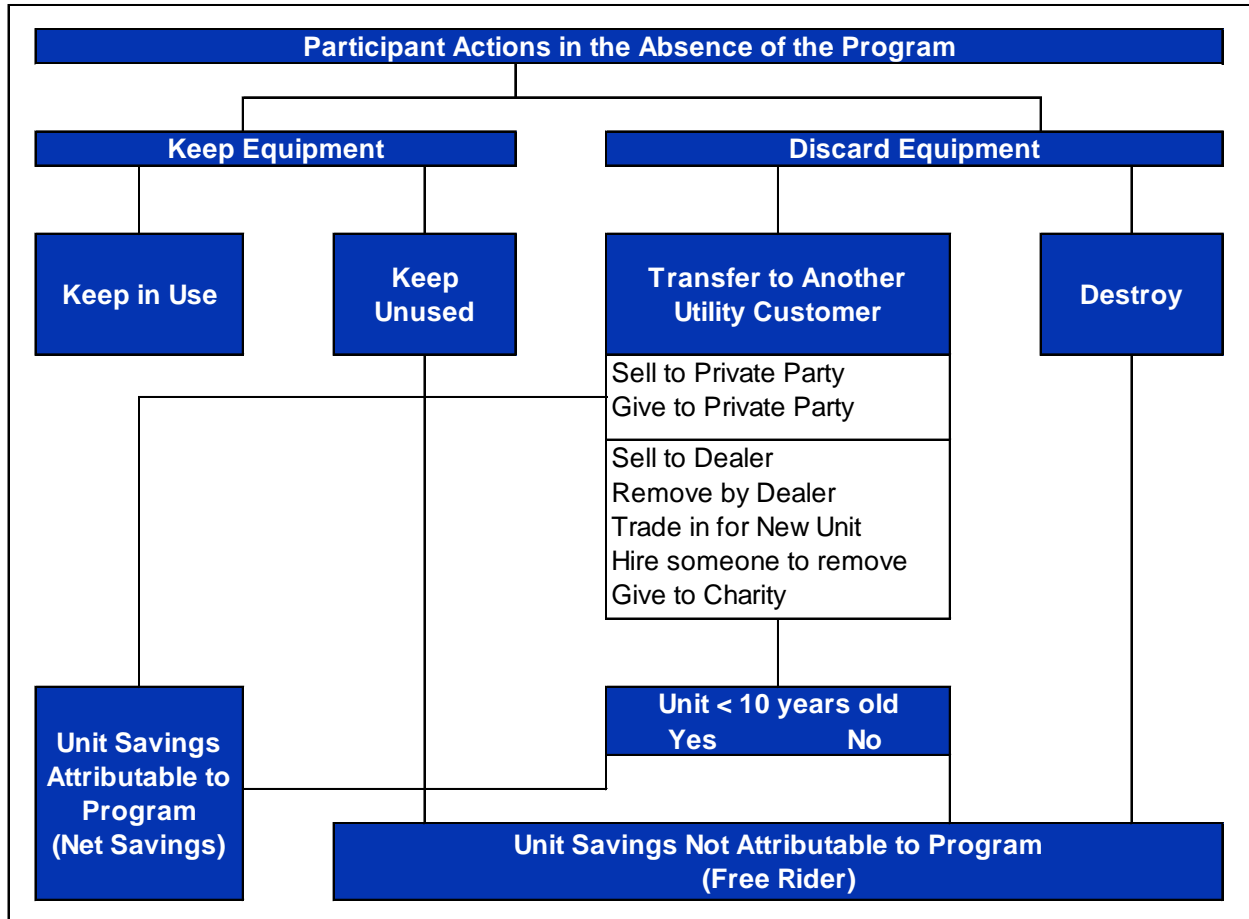 Participant Actions in the Absence of the Program
Keep Equipment
Discard Equipment
Keep in Use
Keep
Unused
Transfer to Another
Utility Customer
Destroy
Sell to Private Party
Give to Private Party
Sell to Dealer
Remove by Dealer
Trade in for New Unit
Hire someone to remove
Give to Charity
Unit < 10 years old
Yes No
Unit Savings
Attributable to
Program
(Net Savings)
Unit Savings Not Attributable to Program
(Free Rider)